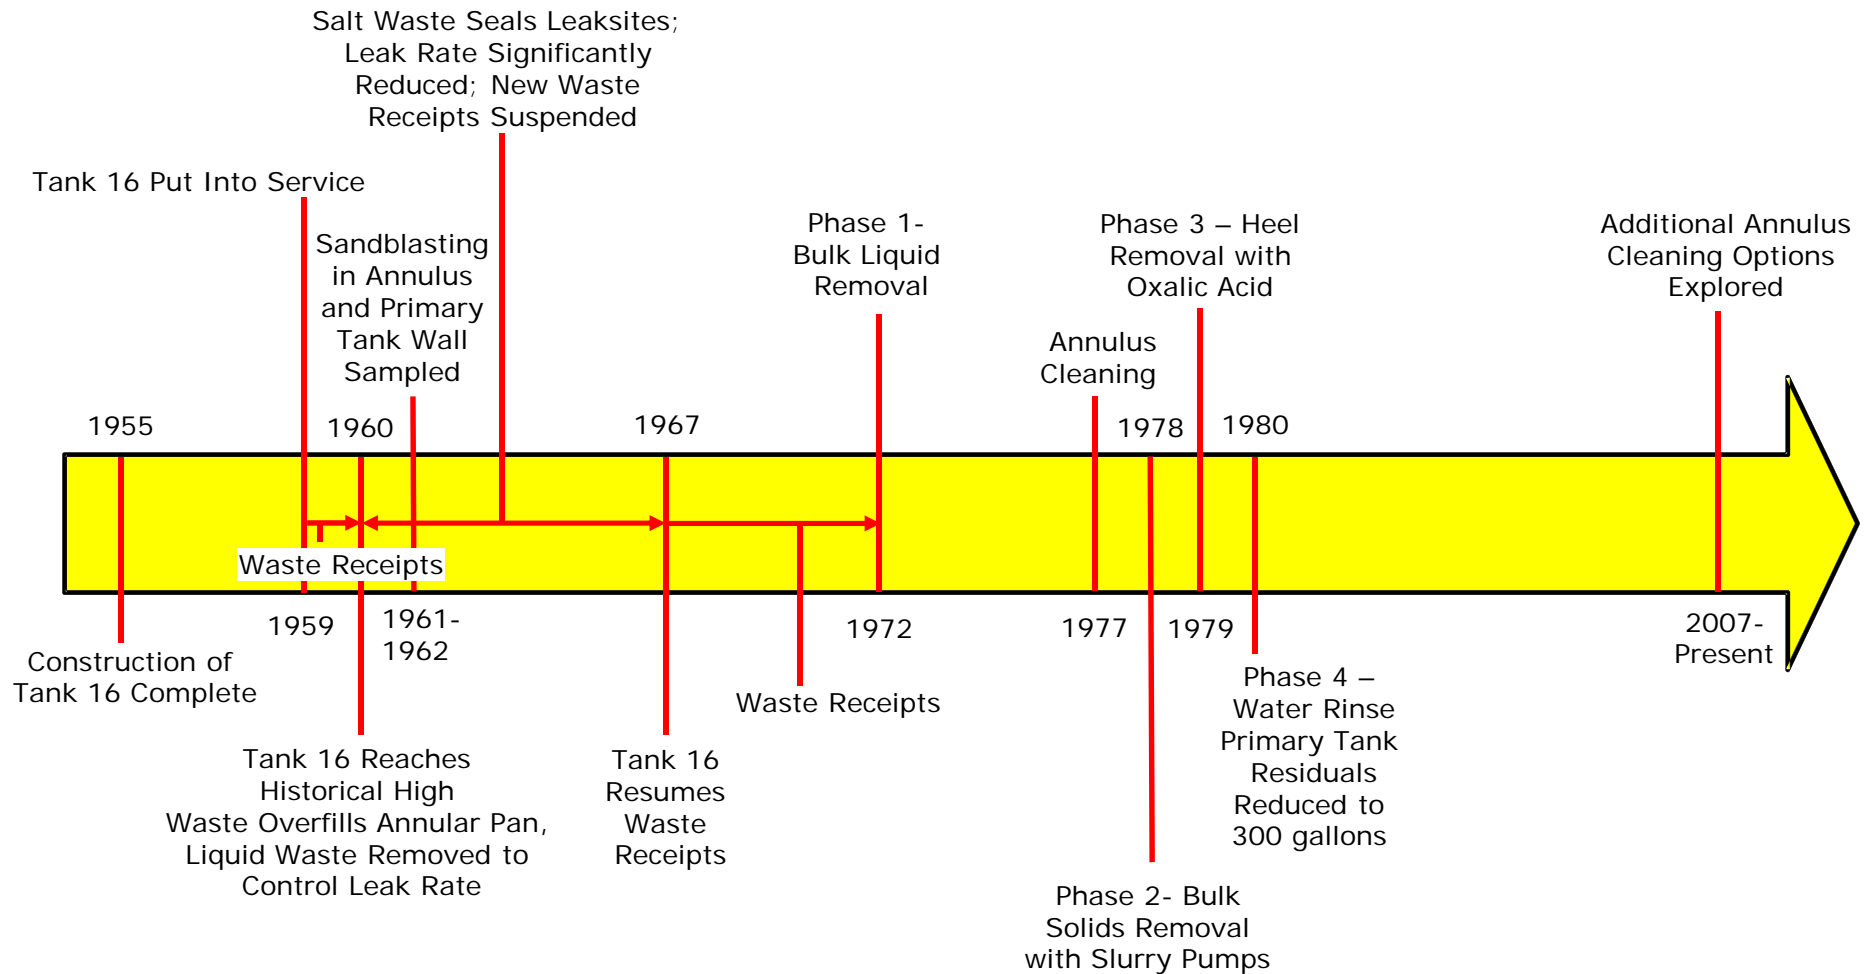 Salt Waste Seals Leaksites;
Leak Rate Significantly
Reduced; New Waste
Receipts Suspended
Tank 16 Put Into Service
Sandblasting
in Annulus
and Primary
Tank Wall
Sampled
Phase 1-
Bulk Liquid
Removal
Annulus
Cleaning
Phase 3 – Heel
Removal with
Oxalic Acid
Additional Annulus
Cleaning Options
Explored
1955
1960
1967
1978
1980
Waste Receipts
1959
1961-
1962
1972
1977
1979
2007-
Present
Construction of
Tank 16 Complete
Tank 16 Reaches
Historical High
Waste Overfills Annular Pan,
Liquid Waste Removed to
Control Leak Rate
Tank 16
Resumes
Waste
Receipts
Waste Receipts
Phase 2- Bulk
Solids Removal
with Slurry Pumps
Phase 4 –
Water Rinse
Primary Tank
Residuals
Reduced to
300 gallons